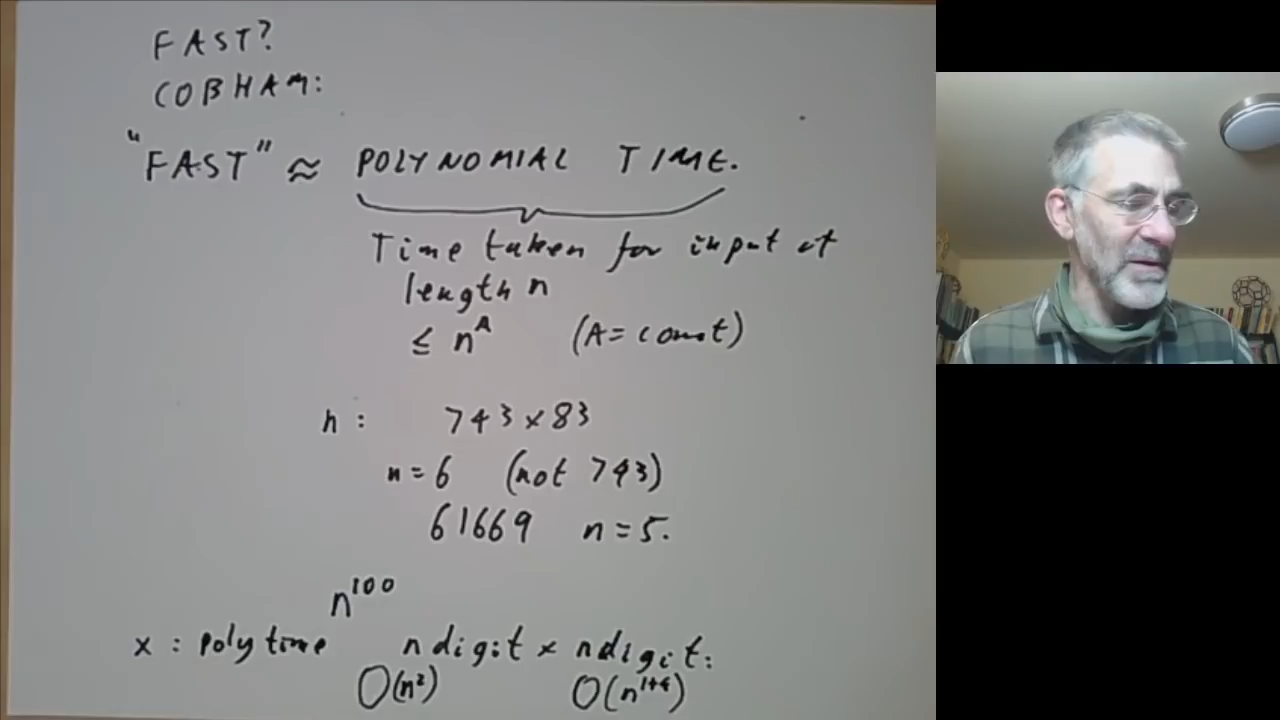 FAST?
COBHAM:
"FAST" ≈ POLYNOMIAL TIME.
Time taken for input of
length n
≤ n^A (A = const)
n : 743 × 83
n = 6 (not 743)
61669 n = 5.
n^100
× : poly time n digit × n digit:
O(n²) O(n^1+ε)